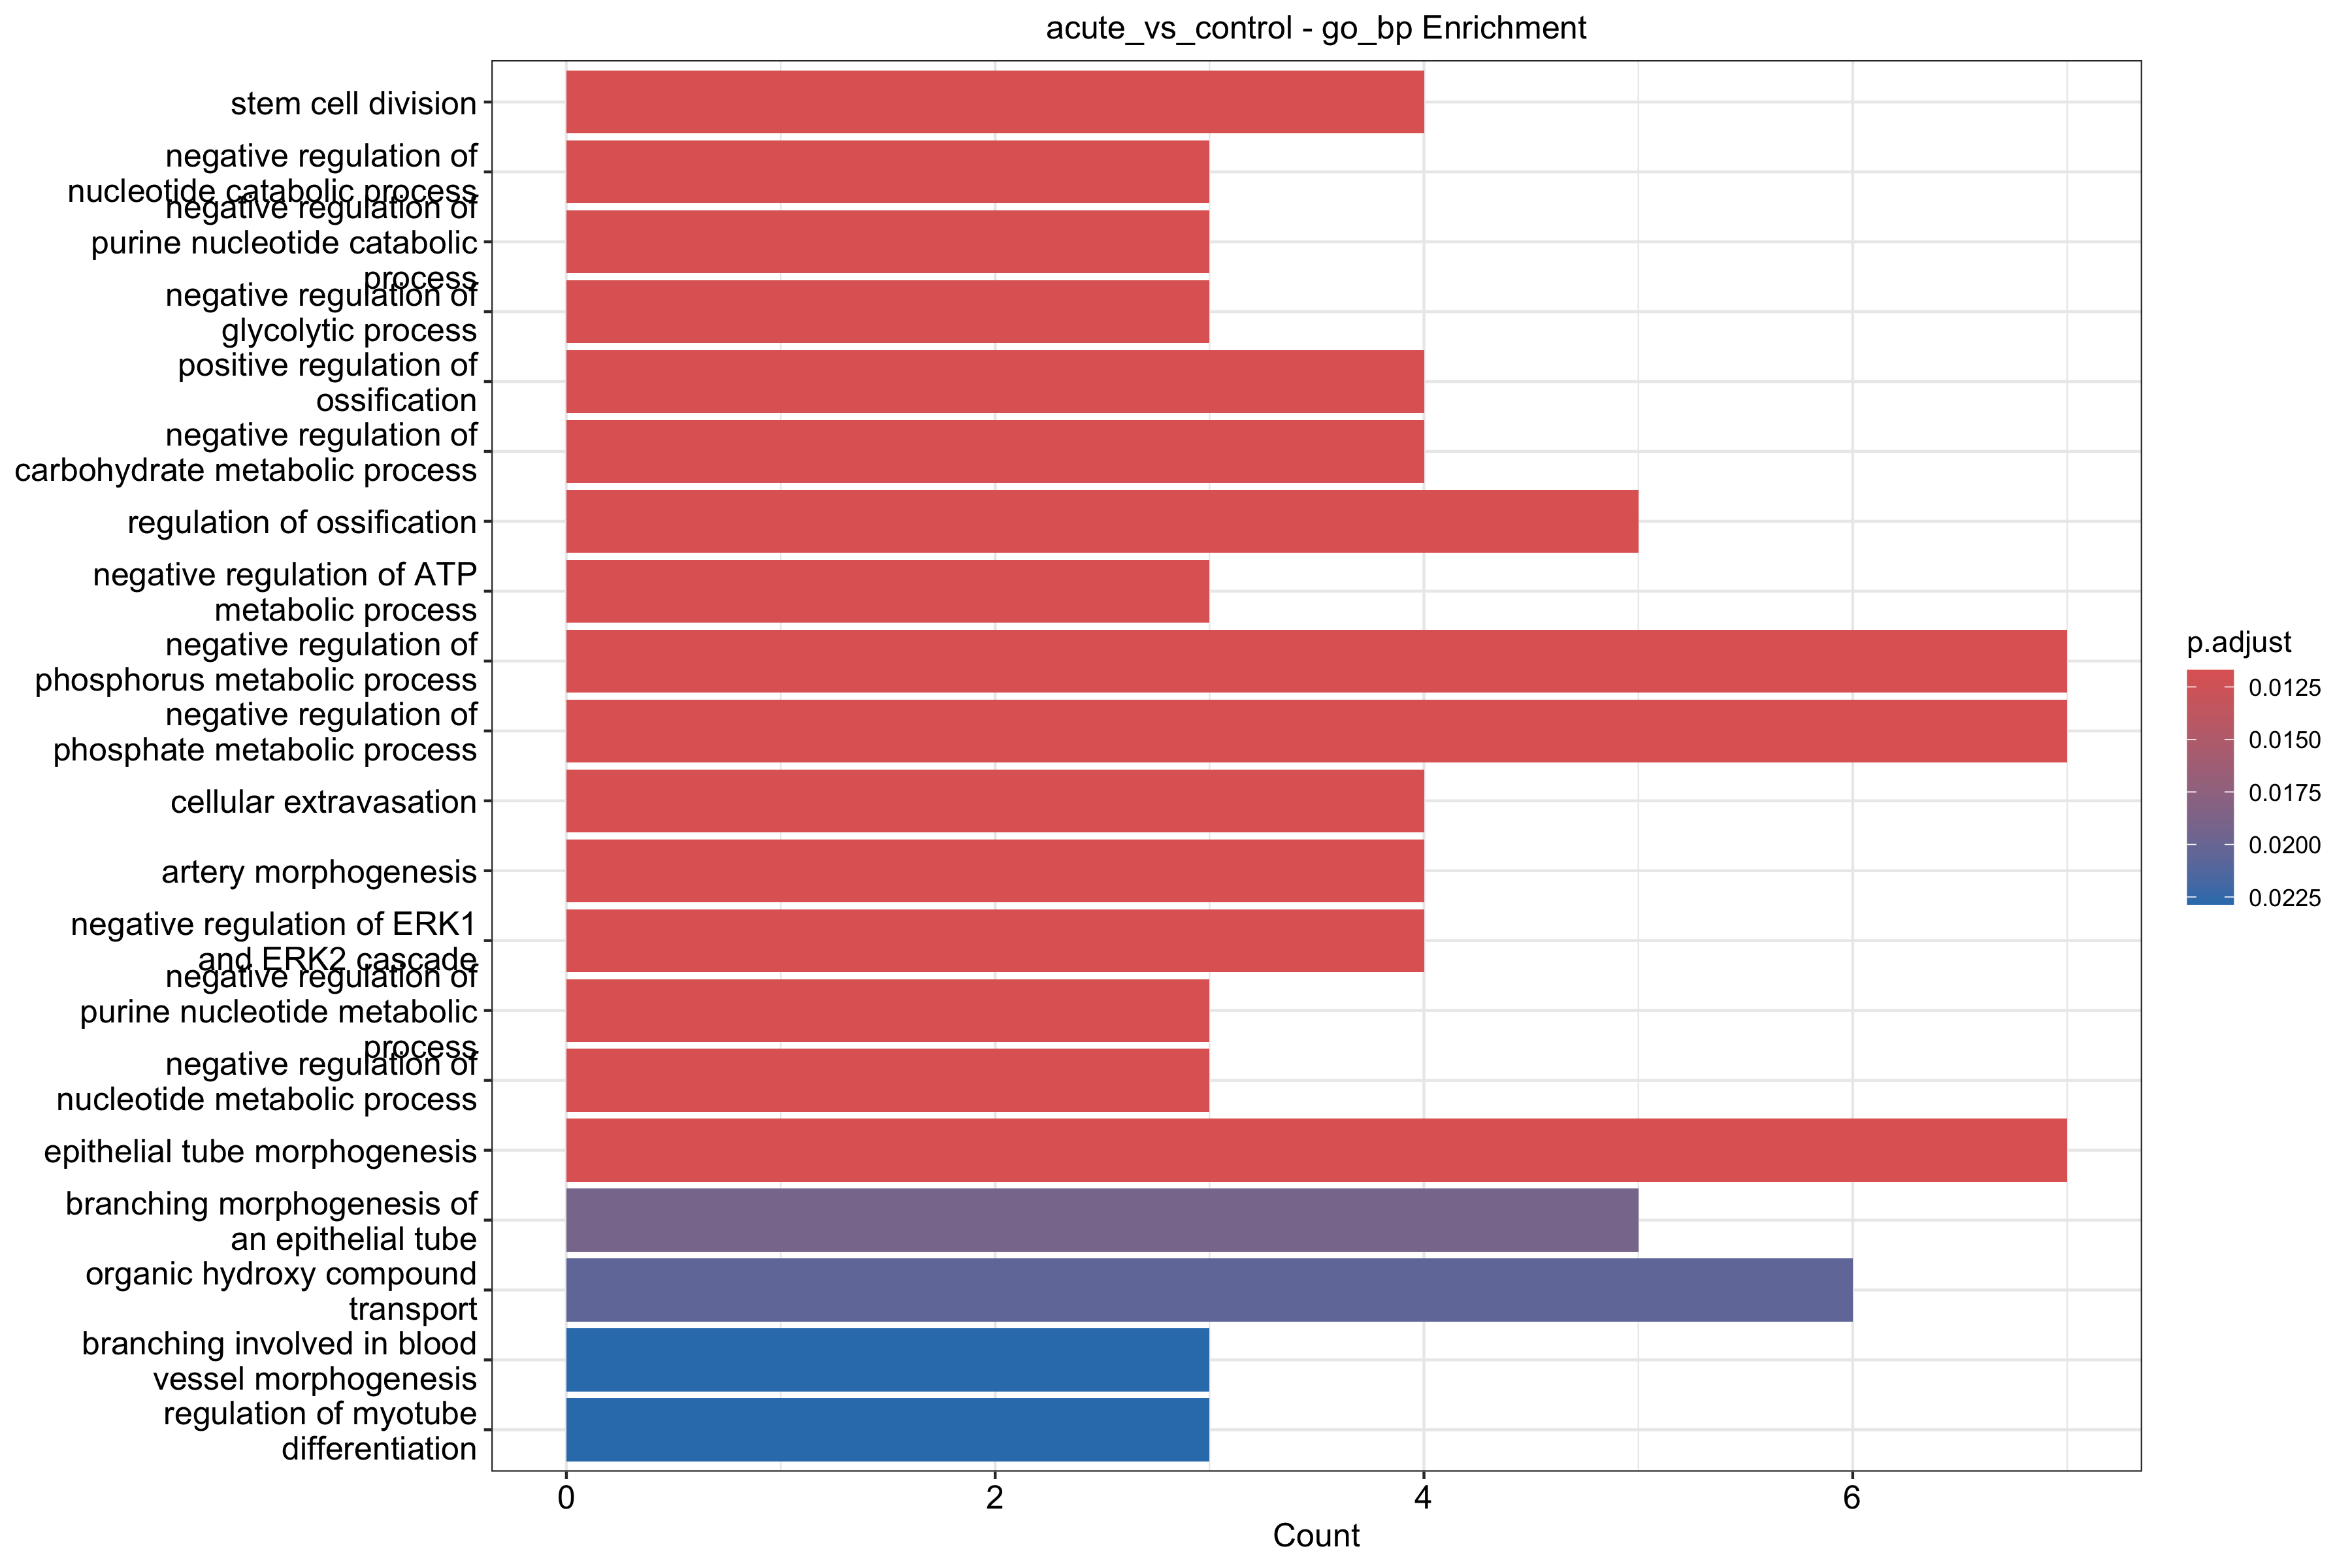 acute_vs_control - go_bp Enrichment
stem cell division
negative regulation of
nucleotide catabolic process
negative regulation of
purine nucleotide catabolic
process
negative regulation of
glycolytic process
positive regulation of
ossification
negative regulation of
carbohydrate metabolic process
regulation of ossification
negative regulation of ATP
metabolic process
negative regulation of
phosphorus metabolic process
negative regulation of
phosphate metabolic process
cellular extravasation
artery morphogenesis
negative regulation of ERK1
and ERK2 cascade
negative regulation of
purine nucleotide metabolic
process
negative regulation of
nucleotide metabolic process
epithelial tube morphogenesis
branching morphogenesis of
an epithelial tube
organic hydroxy compound
transport
branching involved in blood
vessel morphogenesis
regulation of myotube
differentiation
0
2
4
6
Count
p.adjust
0.0125
0.0150
0.0175
0.0200
0.0225